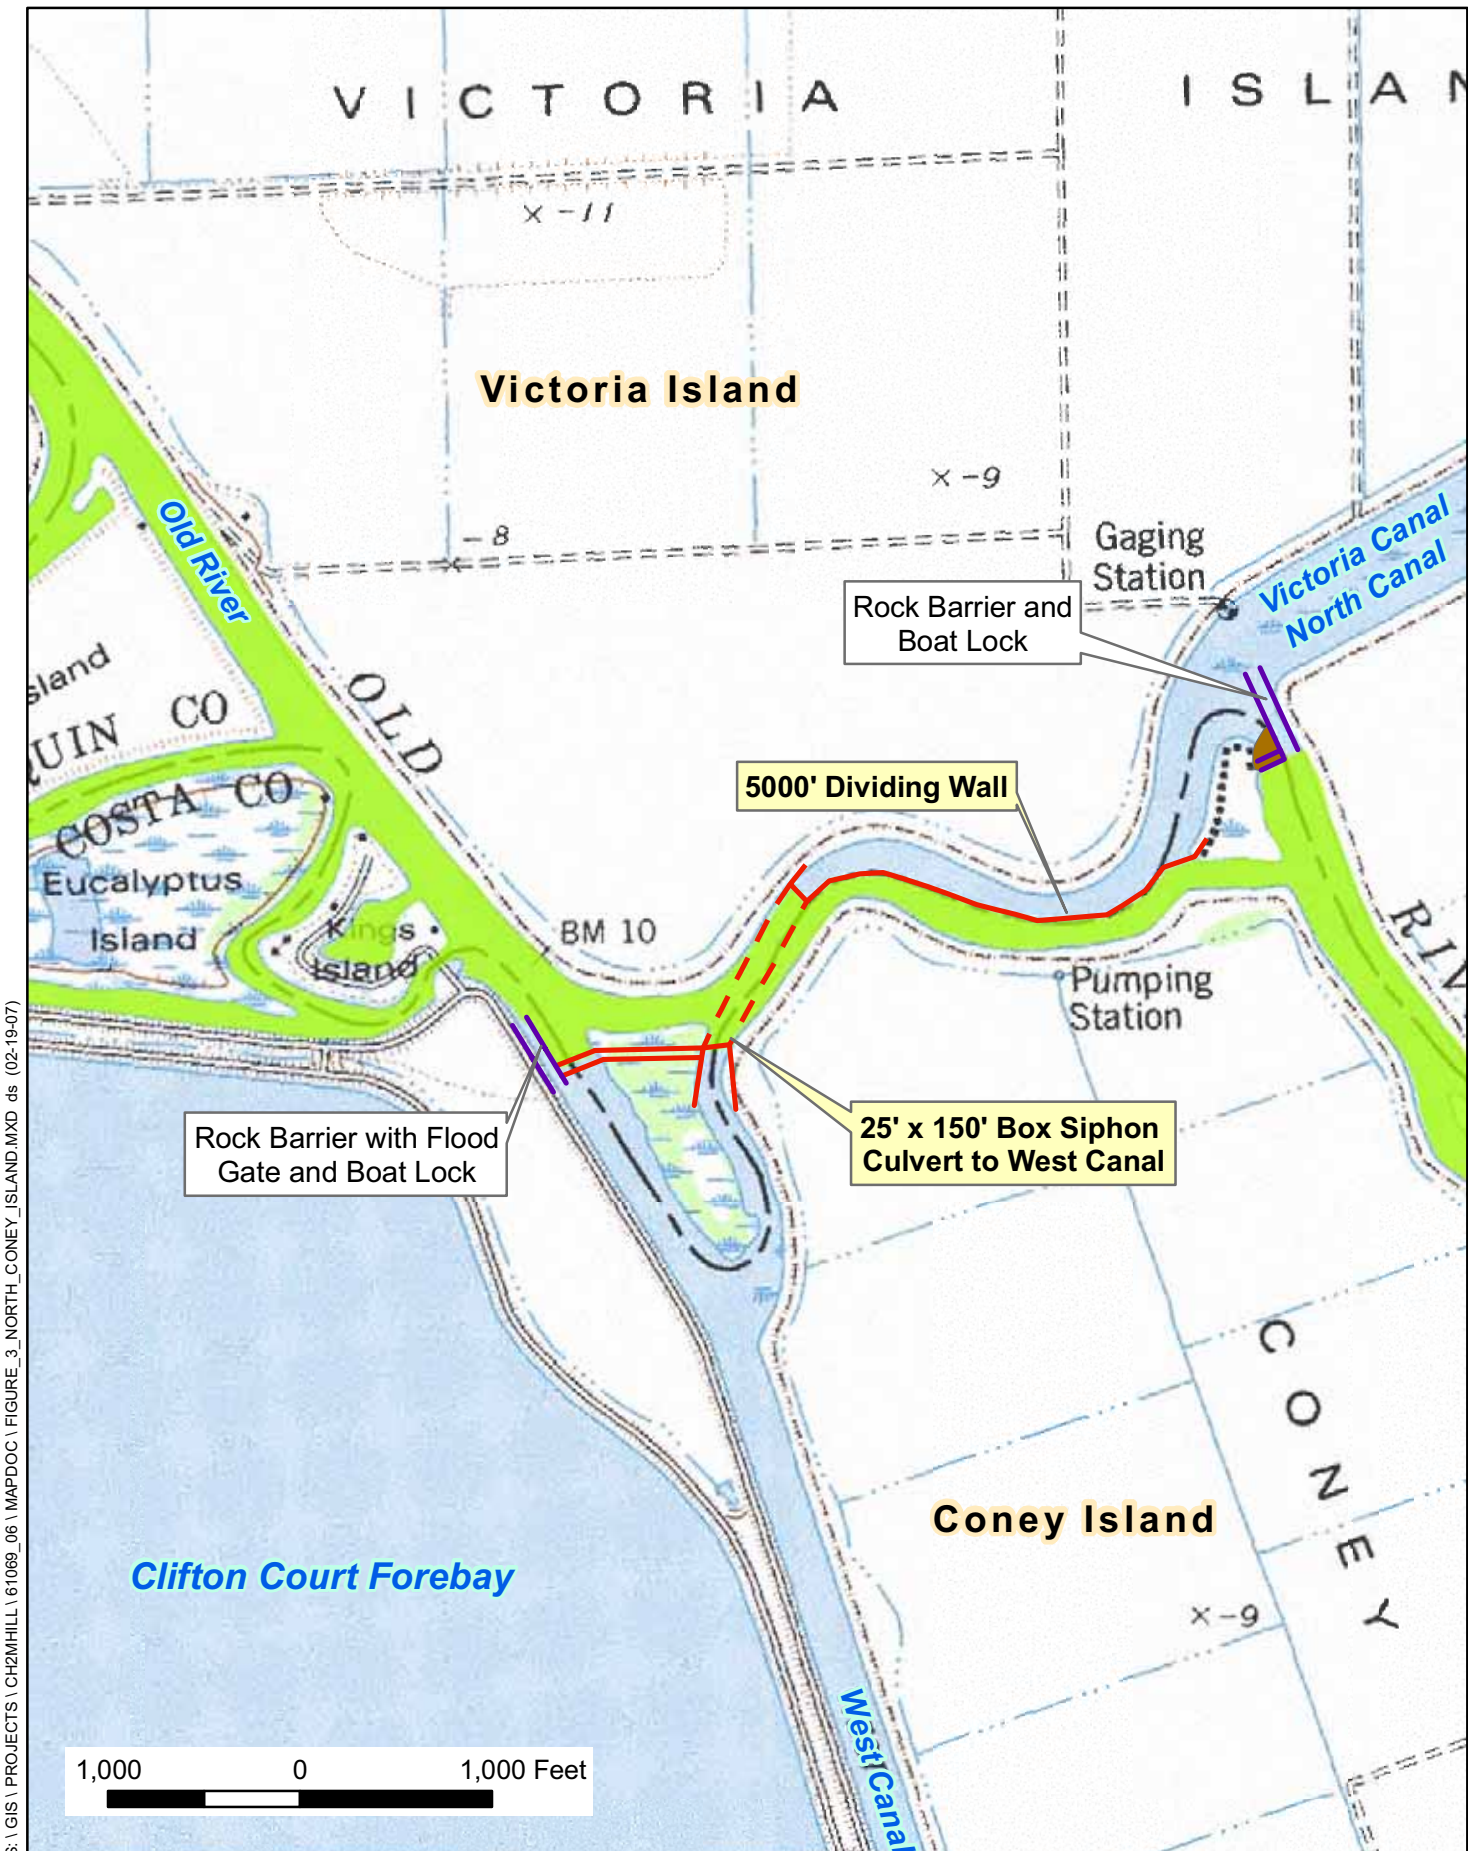 VICTORIA ISLAN
x -11
Victoria Island
x -9
-8
Gaging
Station
Victoria Canal
North Canal
Old River
Rock Barrier and
Boat Lock
sland
QUIN CO
OLD
5000' Dividing Wall
COSTA CO
Eucalyptus
Island
Kings
Island
BM 10
RIV
Pumping
Station
Rock Barrier with Flood
Gate and Boat Lock
25' x 150' Box Siphon
Culvert to West Canal
CONEY
Coney Island
Clifton Court Forebay
x -9
West Canal
1,000 0 1,000 Feet
S: \ GIS \ PROJECTS \ CH2MHILL \ 61069_06 \ MAPDOC \ FIGURE_3_NORTH_CONEY_ISLAND.MXD ds (02-19-07)